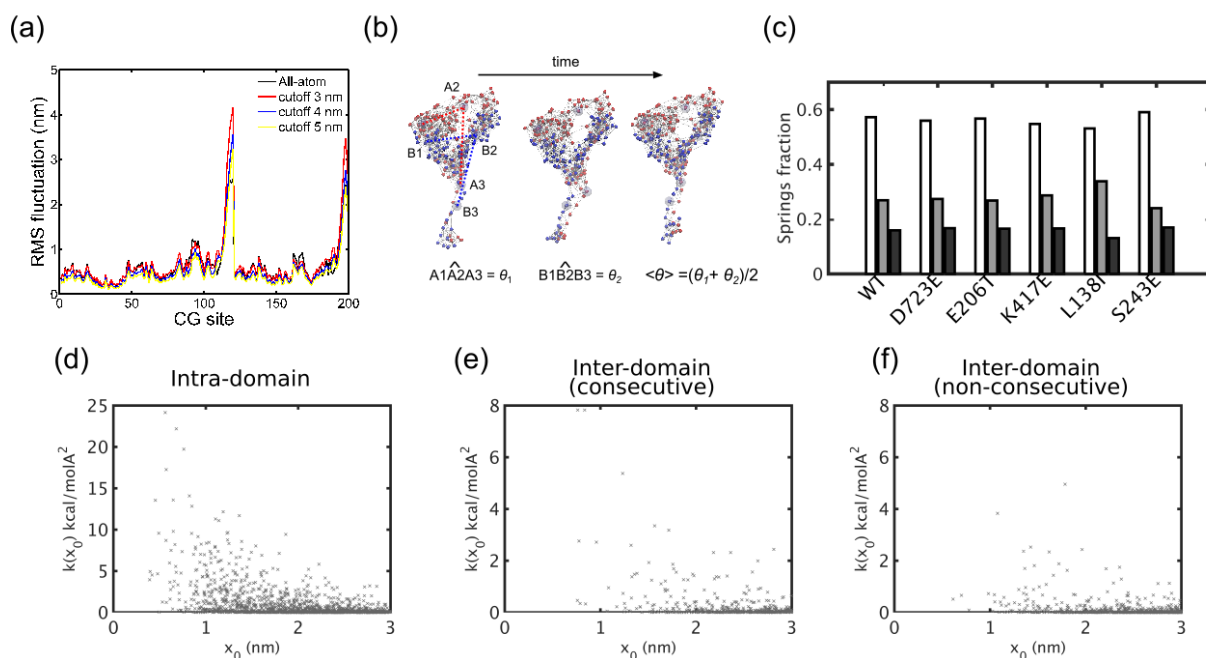 (a)
RMS fluctuation (nm)
5
4
3
2
1
0
0
50
100
150
200
CG site
All-atom
cutoff 3 nm
cutoff 4 nm
cutoff 5 nm
(b)
time
A2
B1
B2
A3
B3
A1Â2A3 = θ₁
B1B̂2B3 = θ₂
<θ> =(θ₁+ θ₂)/2
(c)
Springs fraction
0.6
0.4
0.2
0
WT
D723E
E206T
K417E
L138I
S243E
(d)
Intra-domain
k(x₀) kcal/molA²
25
20
15
10
5
0
0
1
2
3
x₀ (nm)
(e)
Inter-domain
(consecutive)
k(x₀) kcal/molA²
8
6
4
2
0
0
1
2
3
x₀ (nm)
(f)
Inter-domain
(non-consecutive)
k(x₀) kcal/molA²
8
6
4
2
0
0
1
2
3
x₀ (nm)